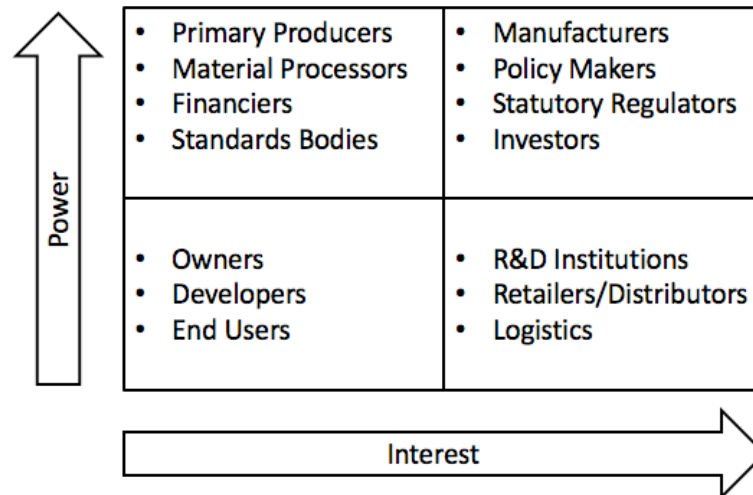 • Primary Producers
• Material Processors
• Financiers
• Standards Bodies
• Manufacturers
• Policy Makers
• Statutory Regulators
• Investors
Power
• Owners
• Developers
• End Users
• R&D Institutions
• Retailers/Distributors
• Logistics
Interest